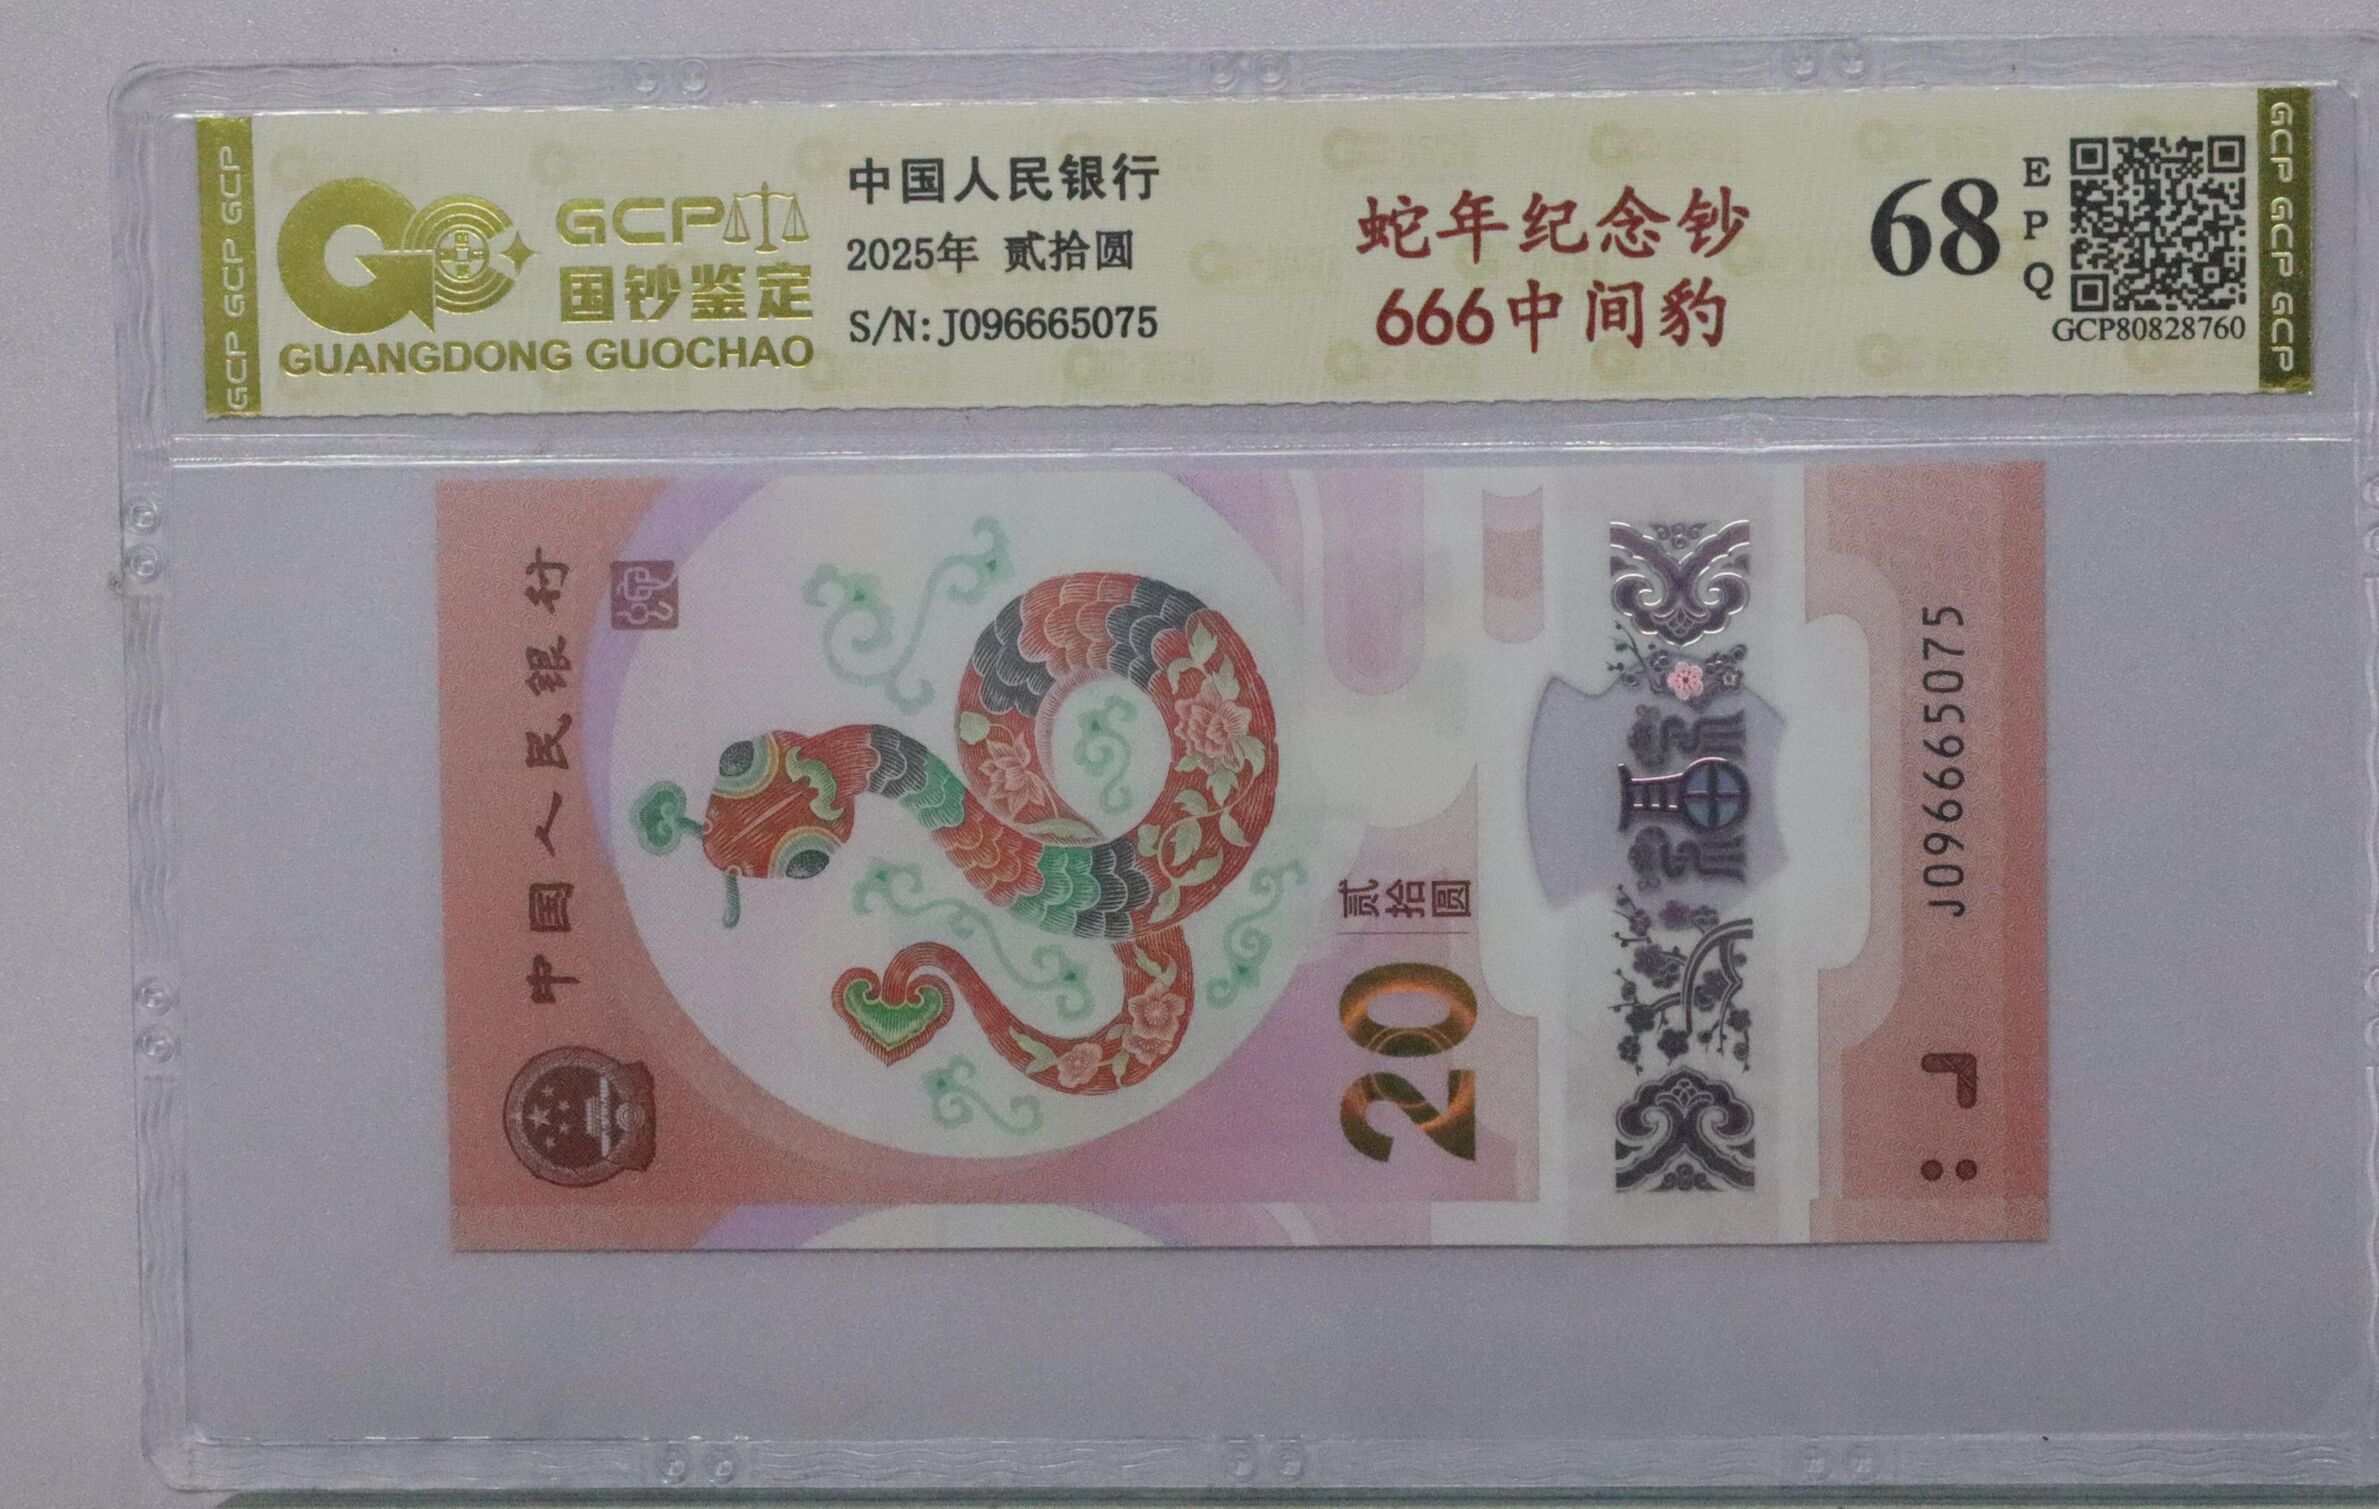 GCP GCP GCP
GCP
国钞鉴定
GUANGDONG GUOCHAO
中国人民银行
2025年 贰拾圆
S/N:J096665075
蛇年纪念钞
666中间豹
68
EPQ
GCP80828760
GCP GCP GCP
中国人民银行
贰拾圆
20
福
J096665075